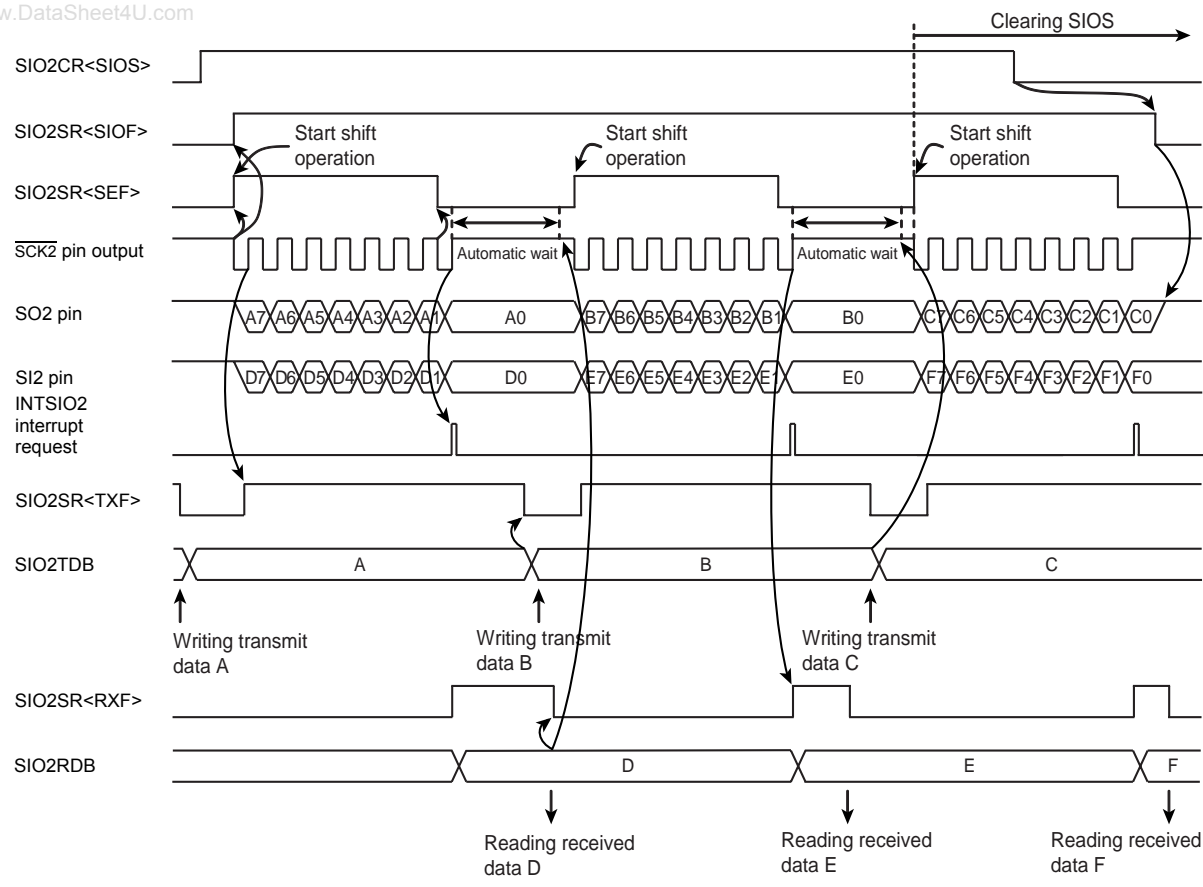 w.DataSheet4U.com
Clearing SIOS
SIO2CR<SIOS>
SIO2SR<SIOF>
Start shift
operation
Start shift
operation
Start shift
operation
SIO2SR<SEF>
SCK2 pin output
Automatic wait
Automatic wait
SO2 pin
A7 A6 A5 A4 A3 A2 A1 A0 B7 B6 B5 B4 B3 B2 B1 B0 C7 C6 C5 C4 C3 C2 C1 C0
SI2 pin
D7 D6 D5 D4 D3 D2 D1 D0 E7 E6 E5 E4 E3 E2 E1 E0 F7 F6 F5 F4 F3 F2 F1 F0
INTSIO2
interrupt
request
SIO2SR<TXF>
SIO2TDB
A B C
Writing transmit
data A
Writing transmit
data B
Writing transmit
data C
SIO2SR<RXF>
SIO2RDB
D E F
Reading received
data D
Reading received
data E
Reading received
data F